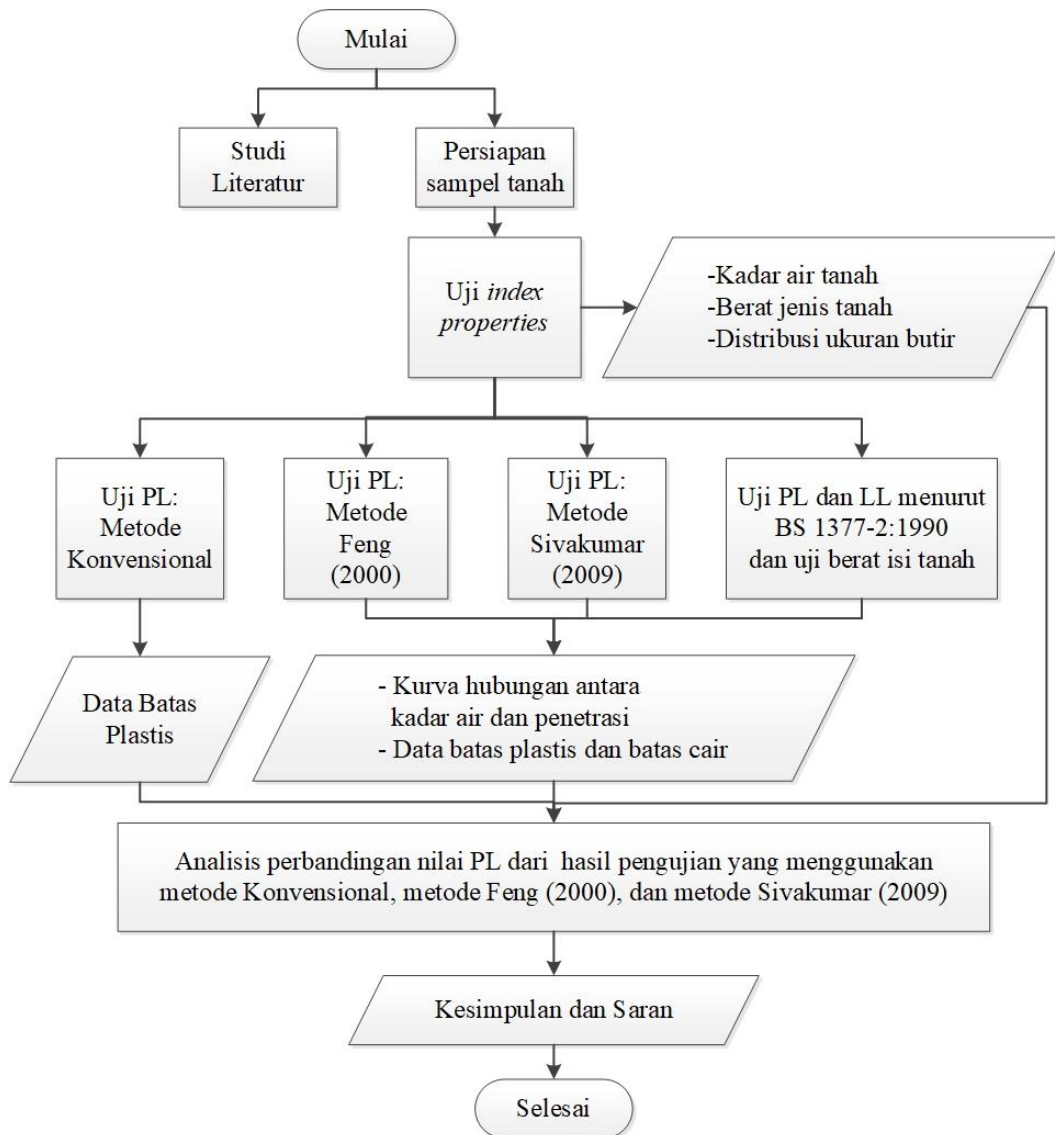 Mulai
Studi
Literatur
Persiapan
sampel tanah
Uji index
properties
-Kadar air tanah
-Berat jenis tanah
-Distribusi ukuran butir
Uji PL:
Metode
Konvensional
Uji PL:
Metode
Feng
(2000)
Uji PL:
Metode
Sivakumar
(2009)
Uji PL dan LL menurut
BS 1377-2:1990
dan uji berat isi tanah
Data Batas
Plastis
- Kurva hubungan antara
kadar air dan penetrasi
- Data batas plastis dan batas cair
Analisis perbandingan nilai PL dari hasil pengujian yang menggunakan
metode Konvensional, metode Feng (2000), dan metode Sivakumar (2009)
Kesimpulan dan Saran
Selesai